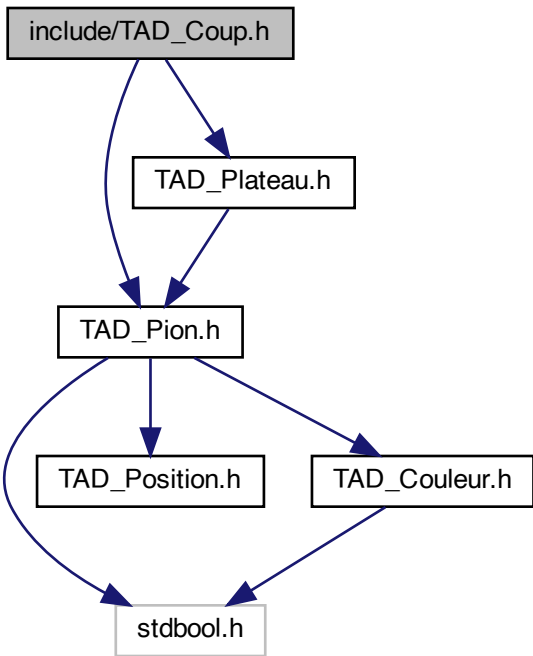 include/TAD_Coup.h
TAD_Plateau.h
TAD_Pion.h
TAD_Position.h
TAD_Couleur.h
stdbool.h